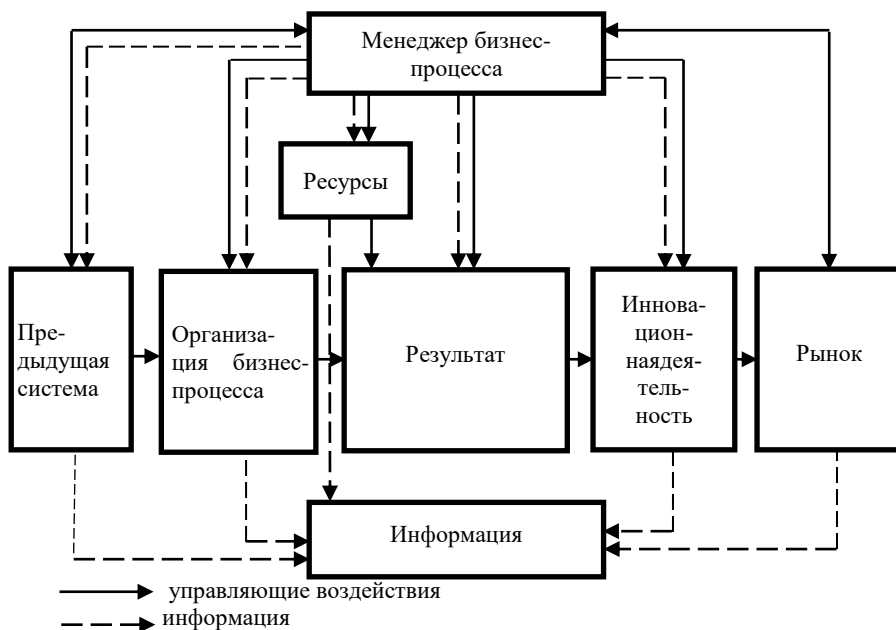 Менеджер бизнес-
процесса
Ресурсы
Пре-
дыдущая
система
Организа-
ция бизнес-
процесса
Результат
Иннова-
цион-
наядея-
тель-
ность
Рынок
Информация
управляющие воздействия
информация